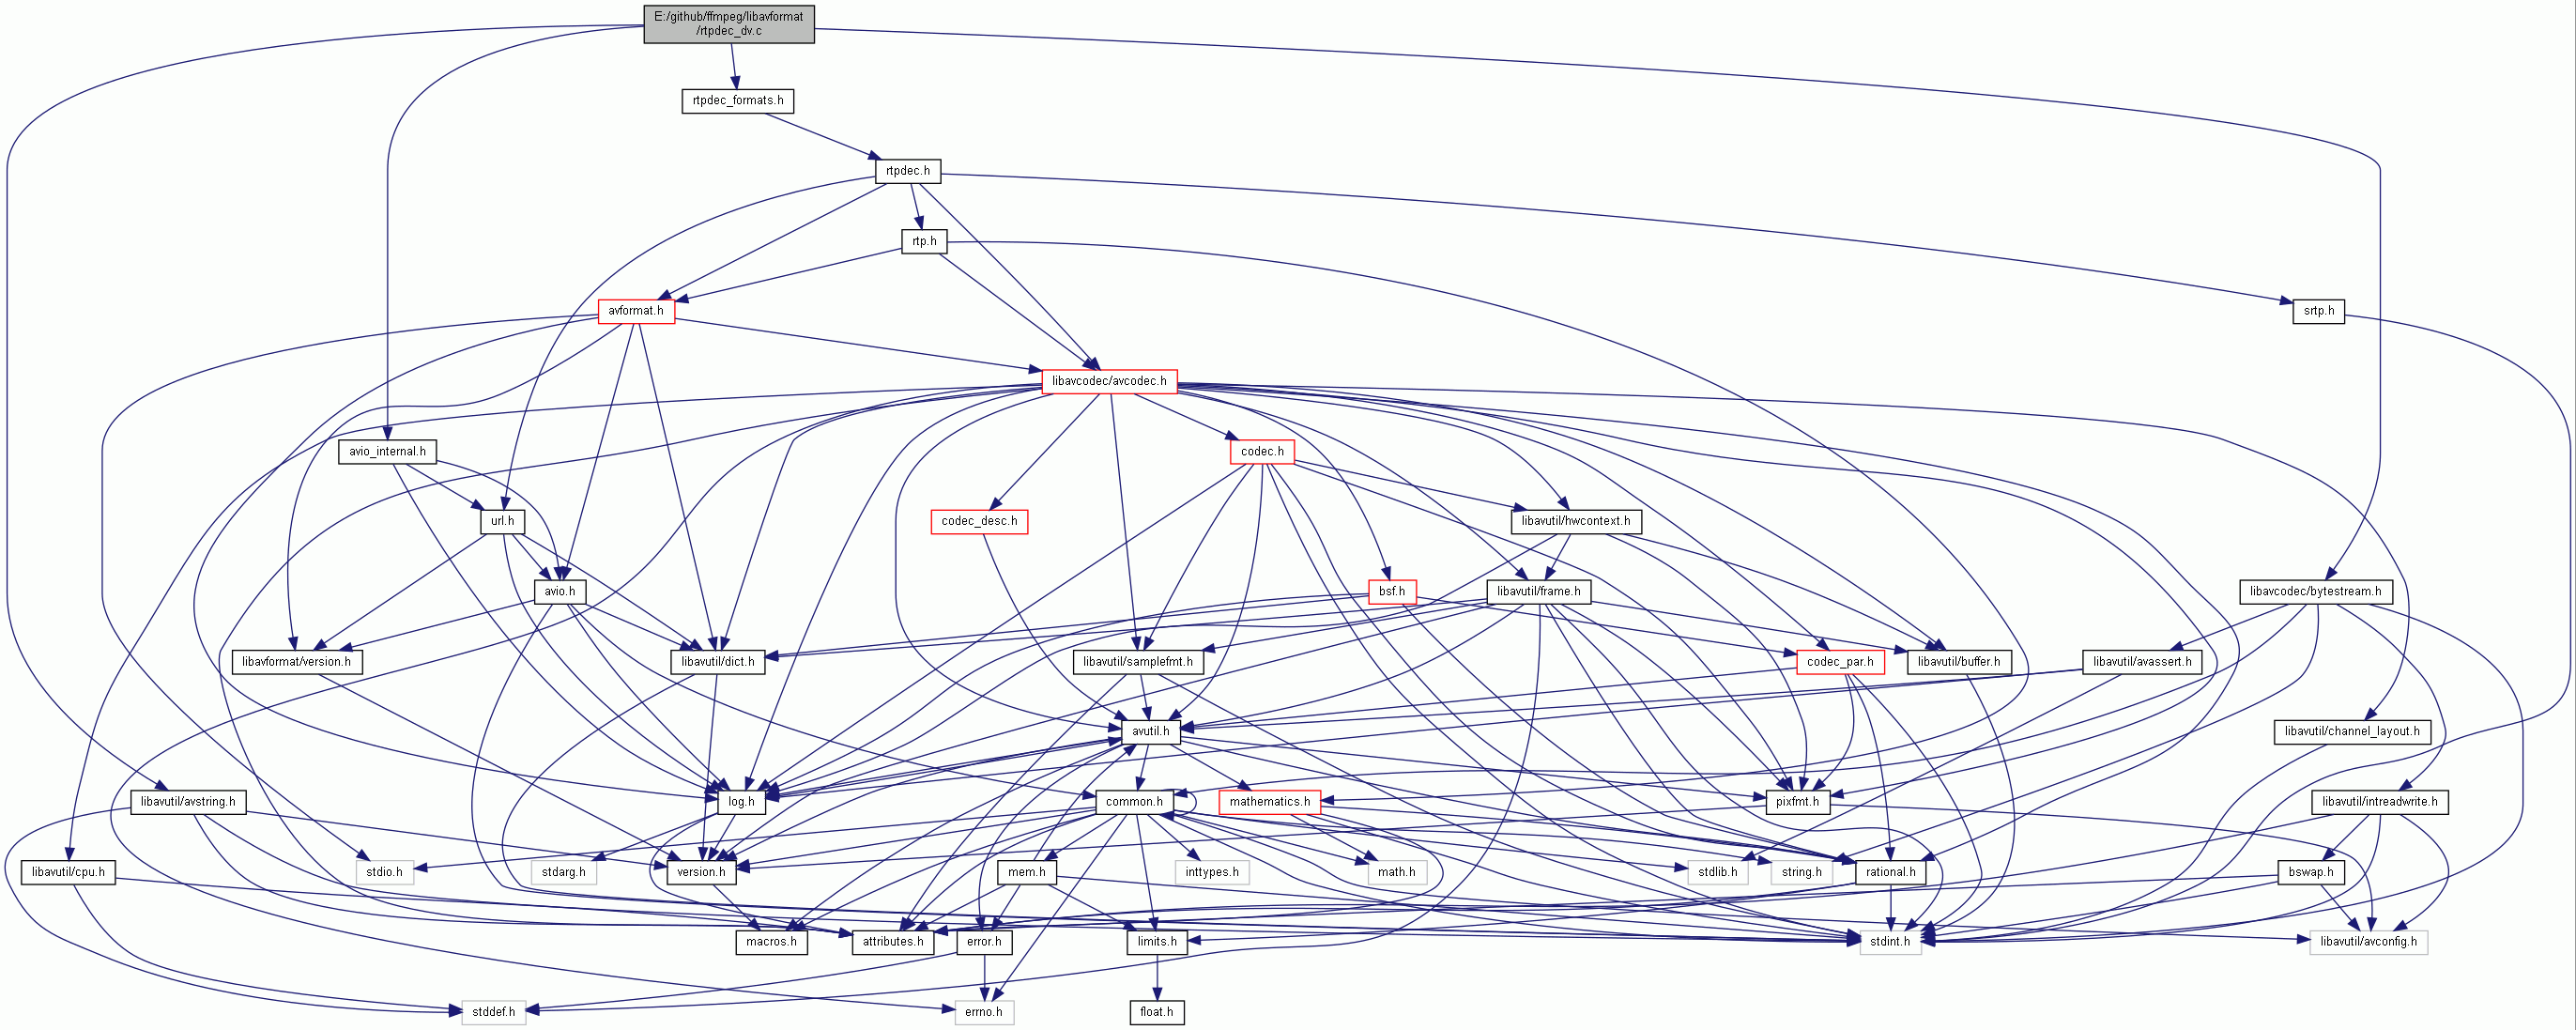 E:/github/ffmpeg/libavformat
/rtpdec_dv.c
rtpdec_formats.h
rtpdec.h
rtp.h
avformat.h
srtp.h
libavcodec/avcodec.h
avio_internal.h
codec.h
url.h
codec_desc.h
libavutil/hwcontext.h
avio.h
bsf.h
libavutil/frame.h
libavcodec/bytestream.h
libavformat/version.h
libavutil/dict.h
libavutil/samplefmt.h
codec_par.h
libavutil/buffer.h
libavutil/avassert.h
avutil.h
libavutil/channel_layout.h
libavutil/avstring.h
log.h
common.h
mathematics.h
pixfmt.h
libavutil/intreadwrite.h
libavutil/cpu.h
stdio.h
stdarg.h
version.h
mem.h
inttypes.h
math.h
stdlib.h
string.h
rational.h
bswap.h
macros.h
attributes.h
error.h
limits.h
stdint.h
libavutil/avconfig.h
stddef.h
errno.h
float.h